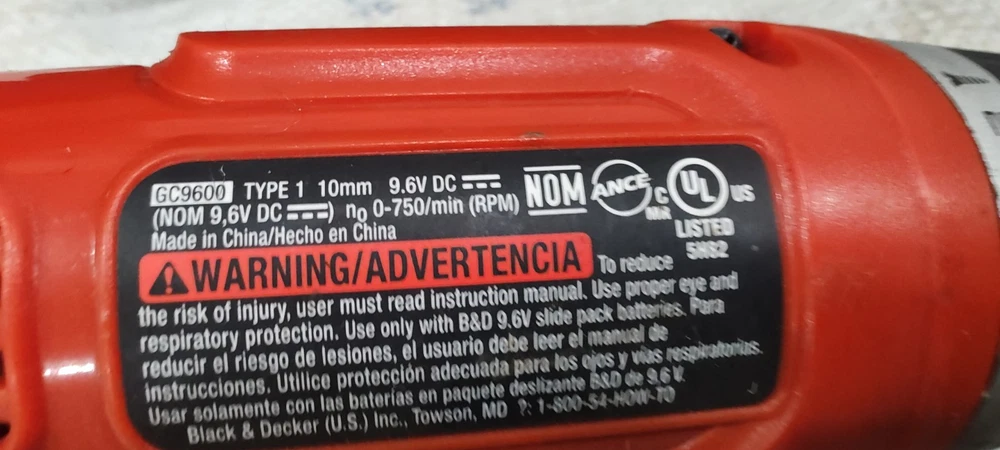 GC9600 TYPE 1 10mm 9.6V DC NOM ANCE UL
(NOM 9,6V DC) n₀ 0-750/min (RPM) C US
Made in China/Hecho en China MR LISTED
5H82
WARNING/ADVERTENCIA To reduce
the risk of injury, user must read instruction manual. Use proper eye and
respiratory protection. Use only with B&D 9.6V slide pack batteries. Para
reducir el riesgo de lesiones, el usuario debe leer el manual de
instrucciones. Utilice protección adecuada para los ojos y vías respiratorias.
Usar solamente con las baterías en paquete deslizante B&D de 9.6 V.
Black & Decker (U.S.) Inc., Towson, MD ?: 1-800-54-HOW-TO